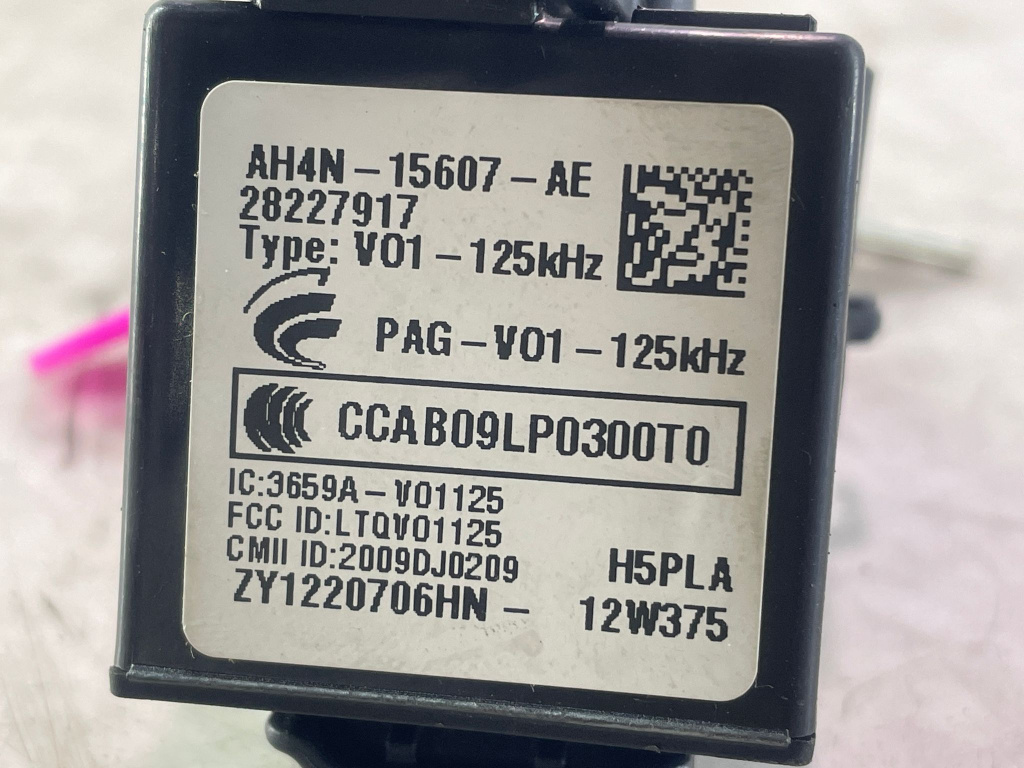 AH4N-15607-AE
28227917
Type: V01-125kHz
PAG-V01-125kHz
CCAB09LP0300T0
IC:3659A-V01125
FCC ID:LTQV01125
CMII ID:2009DJ0209
H5PLA
ZY1220706HN- 12W375